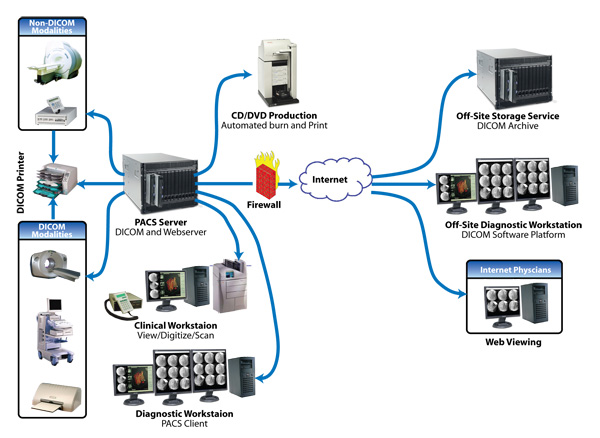 Non-DICOM
Modalities
DICOM Printer
DICOM
Modalities
CD/DVD Production
Automated burn and Print
PACS Server
DICOM and Webserver
Firewall
Internet
Off-Site Storage Service
DICOM Archive
Off-Site Diagnostic Workstation
DICOM Software Platform
Internet Physcians
Web Viewing
Clinical Workstaion
View/Digitize/Scan
Diagnostic Workstaion
PACS Client